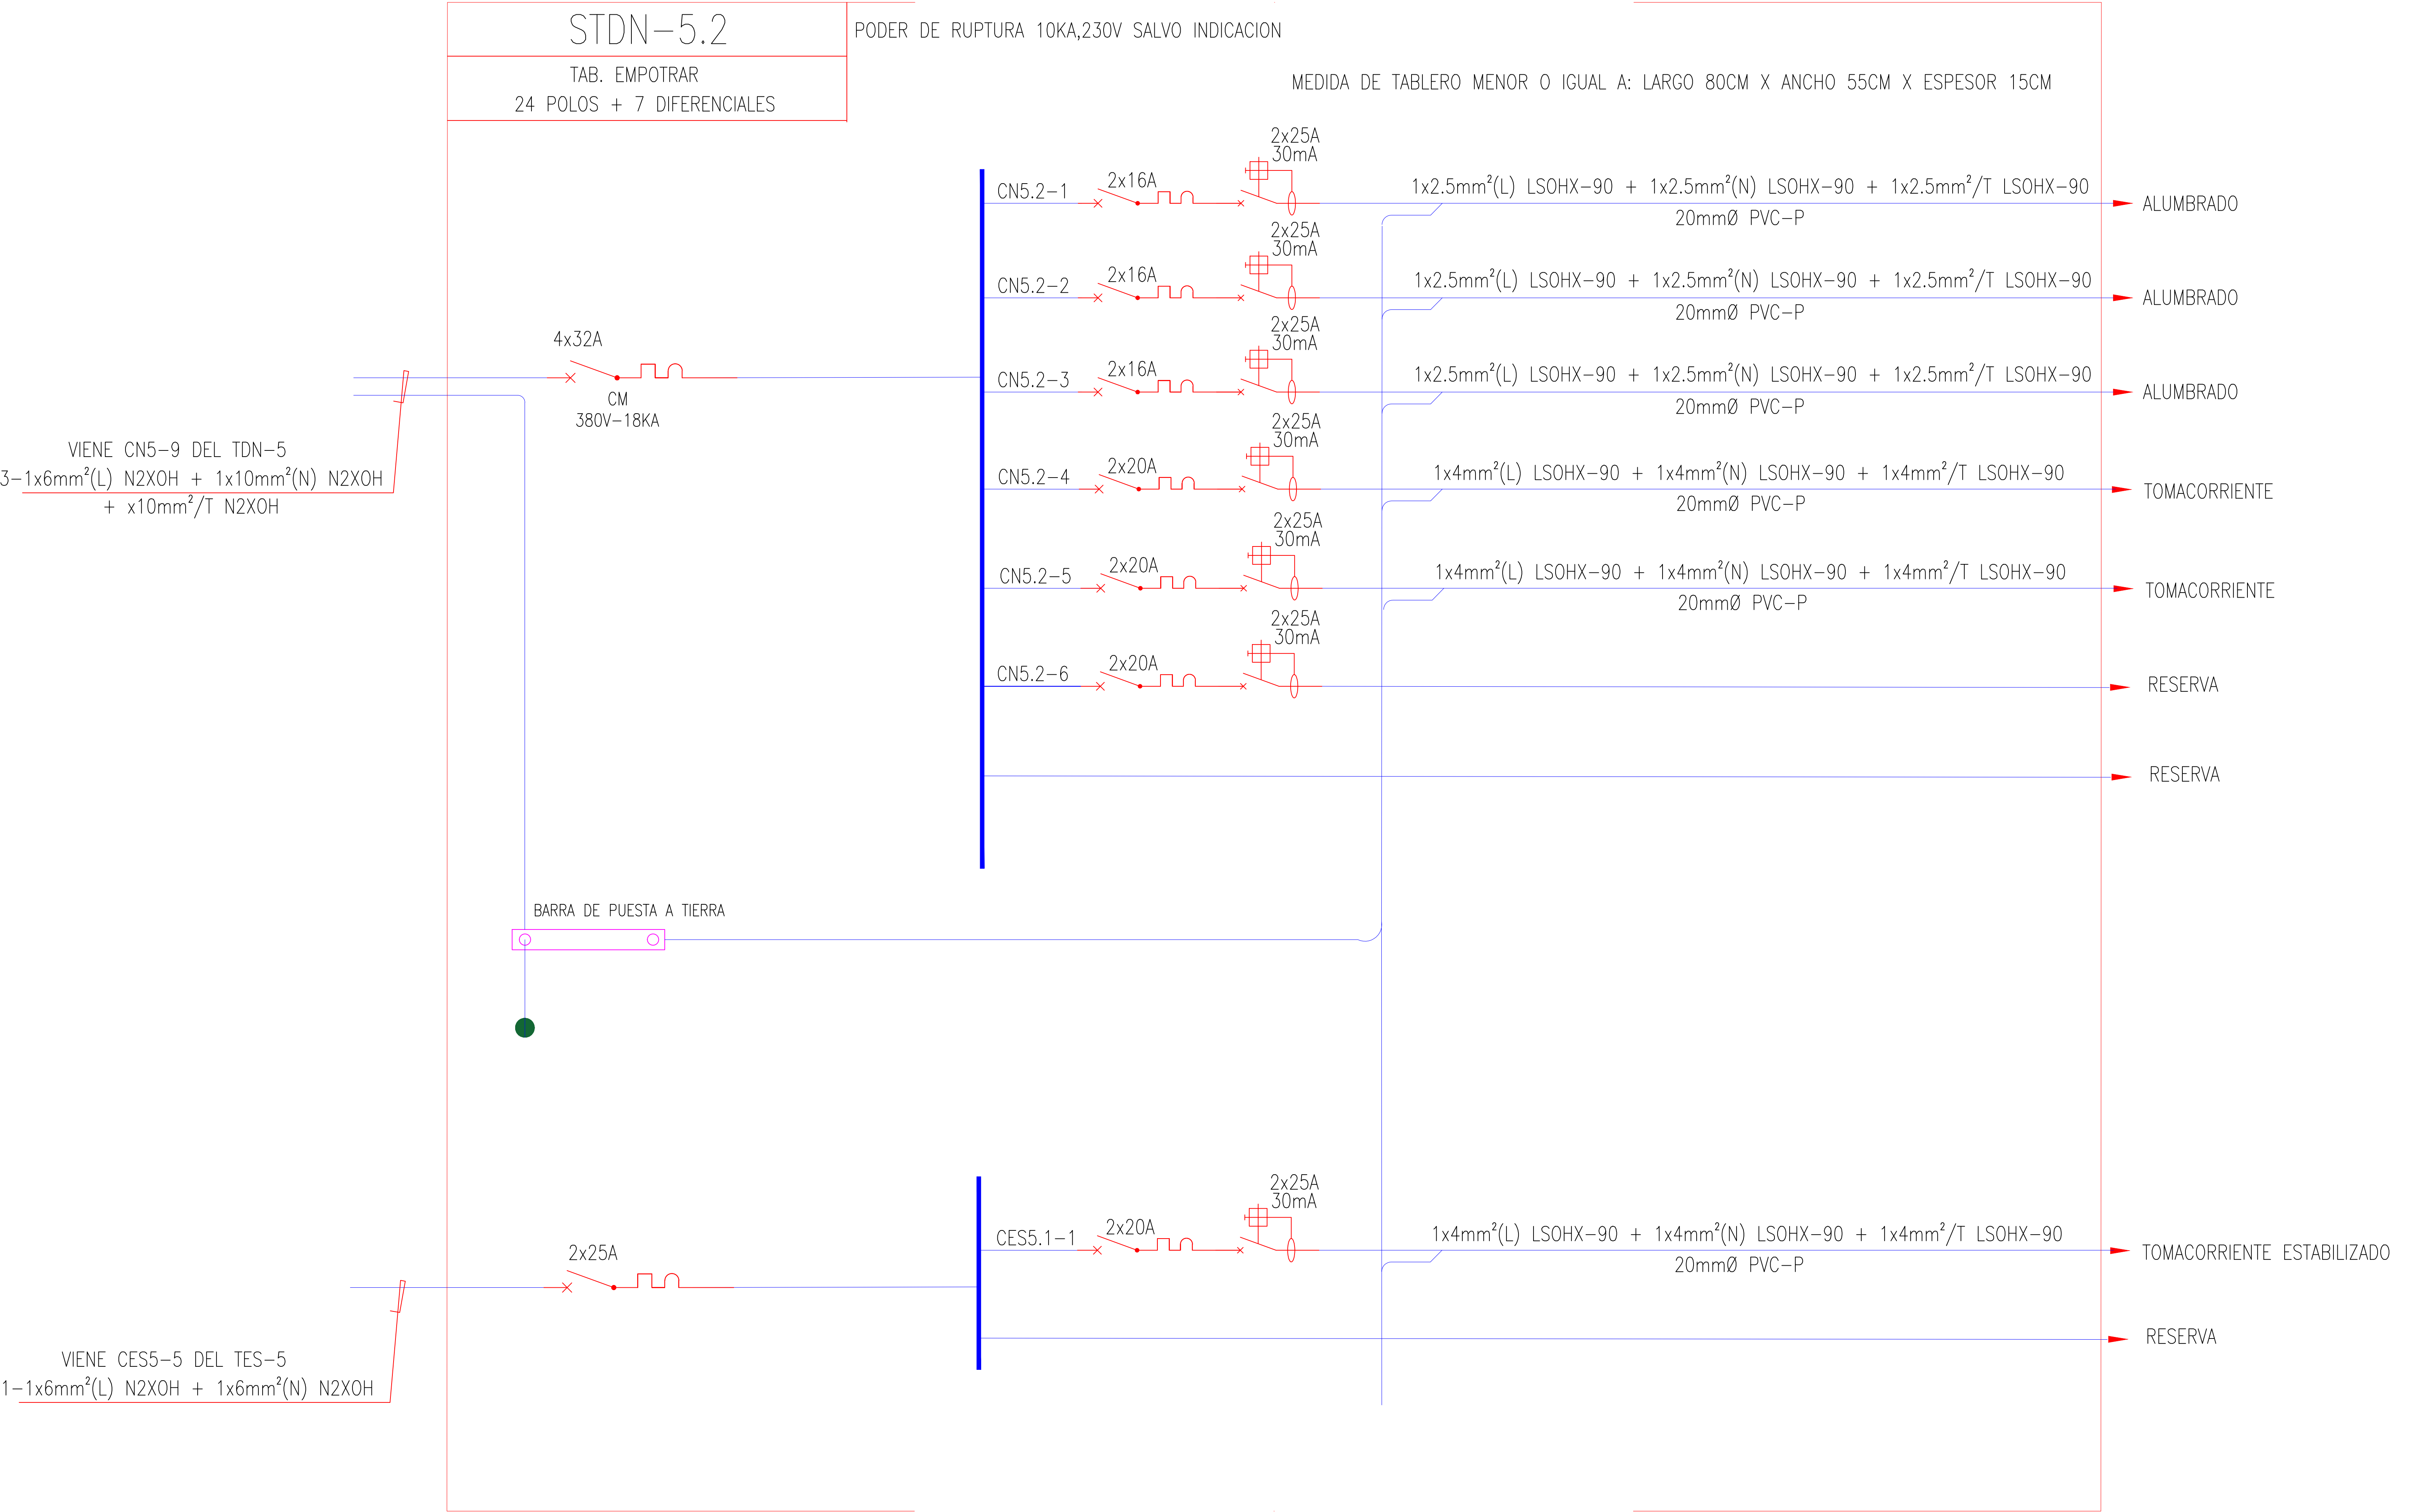 STDN-5.2
TAB. EMPOTRAR
24 POLOS + 7 DIFERENCIALES
PODER DE RUPTURA 10KA,230V SALVO INDICACION
MEDIDA DE TABLERO MENOR O IGUAL A: LARGO 80CM X ANCHO 55CM X ESPESOR 15CM
4x32A
CM
380V-18KA
VIENE CN5-9 DEL TDN-5
3-1x6mm²(L) N2XOH + 1x10mm²(N) N2XOH
+ x10mm²/T N2XOH
CN5.2-1
2x16A
2x25A
30mA
1x2.5mm²(L) LSOHX-90 + 1x2.5mm²(N) LSOHX-90 + 1x2.5mm²/T LSOHX-90
20mmØ PVC-P
ALUMBRADO
CN5.2-2
2x16A
2x25A
30mA
1x2.5mm²(L) LSOHX-90 + 1x2.5mm²(N) LSOHX-90 + 1x2.5mm²/T LSOHX-90
20mmØ PVC-P
ALUMBRADO
CN5.2-3
2x16A
2x25A
30mA
1x2.5mm²(L) LSOHX-90 + 1x2.5mm²(N) LSOHX-90 + 1x2.5mm²/T LSOHX-90
20mmØ PVC-P
ALUMBRADO
CN5.2-4
2x20A
2x25A
30mA
1x4mm²(L) LSOHX-90 + 1x4mm²(N) LSOHX-90 + 1x4mm²/T LSOHX-90
20mmØ PVC-P
TOMACORRIENTE
CN5.2-5
2x20A
2x25A
30mA
1x4mm²(L) LSOHX-90 + 1x4mm²(N) LSOHX-90 + 1x4mm²/T LSOHX-90
20mmØ PVC-P
TOMACORRIENTE
CN5.2-6
2x20A
2x25A
30mA
RESERVA
RESERVA
BARRA DE PUESTA A TIERRA
2x25A
VIENE CES5-5 DEL TES-5
1-1x6mm²(L) N2XOH + 1x6mm²(N) N2XOH
CES5.1-1
2x20A
2x25A
30mA
1x4mm²(L) LSOHX-90 + 1x4mm²(N) LSOHX-90 + 1x4mm²/T LSOHX-90
20mmØ PVC-P
TOMACORRIENTE ESTABILIZADO
RESERVA